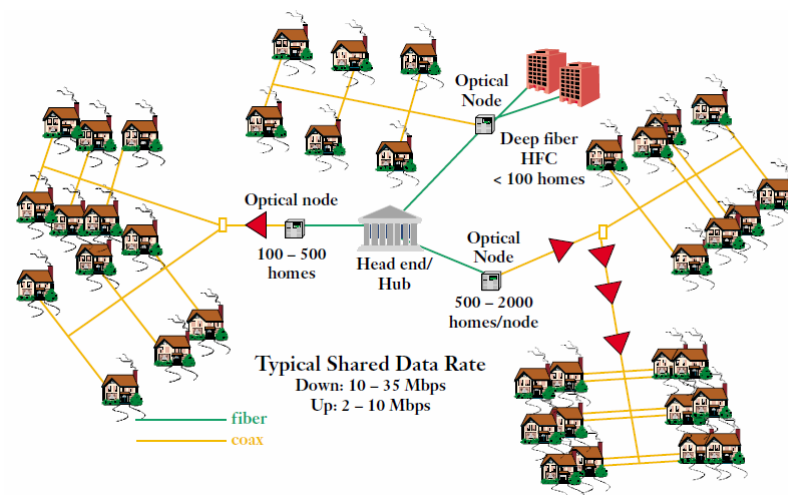 Optical
Node
Deep fiber
HFC
< 100 homes
Optical node
100 – 500
homes
Head end/
Hub
Optical
Node
500 – 2000
homes/node
Typical Shared Data Rate
Down: 10 – 35 Mbps
Up: 2 – 10 Mbps
fiber
coax